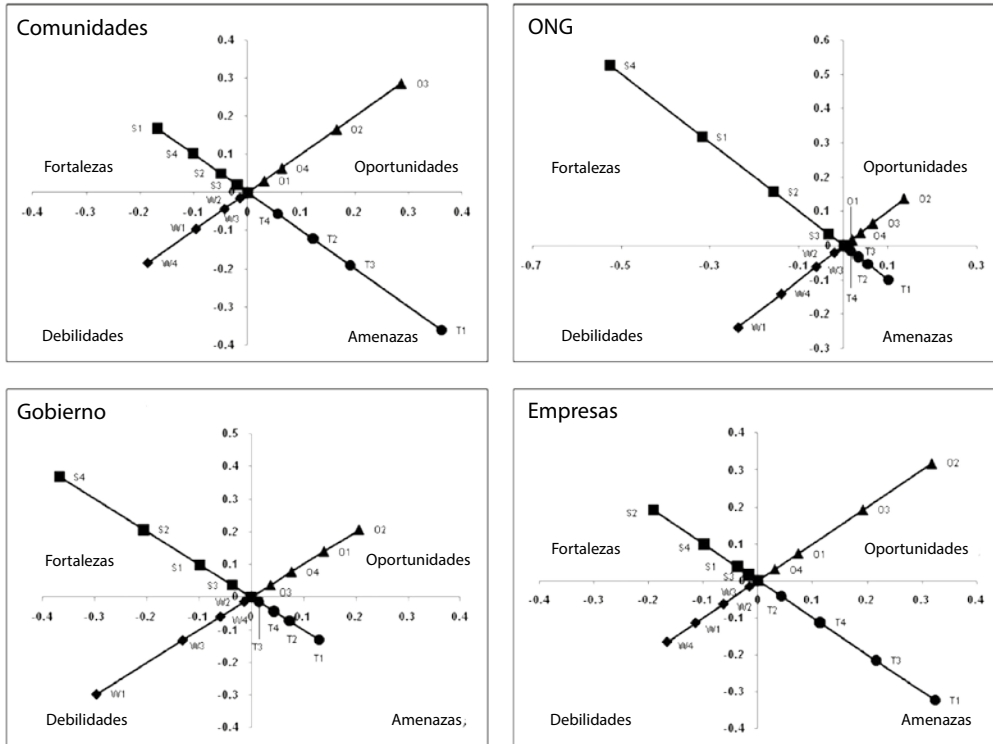 Comunidades
0.4
0.3
O3
0.2
S1
O2
0.1
S4
Fortalezas
S2
O4
Oportunidades
S3
O1
0
-0.4 -0.3 -0.2 -0.1 0 0.1 0.2 0.3 0.4
W2
W3
T4
W1
-0.1
T2
W4
-0.2
T3
-0.3
Debilidades
Amenazas
T1
-0.4
ONG
0.6
S4
0.5
0.4
S1
0.3
Fortalezas
Oportunidades
0.2
S2
O1
O2
0.1
O3
S3
O4
0
-0.7 -0.5 -0.3 -0.1 0.1 0.3
W2
T3
W3
T2
W4
-0.1
T4
T1
W1
-0.2
Debilidades
Amenazas
-0.3
Gobierno
0.5
0.4
S4
0.3
S2
0.2
O2
Fortalezas
O1
Oportunidades
S1
0.1
O4
S3
O3
0
-0.4 -0.3 -0.2 -0.1 0 0.1 0.2 0.3 0.4
W2
W4
T4
W3
-0.1
T3
T2
T1
-0.2
W1
-0.3
Debilidades
Amenazas;
-0.4
Empresas
0.4
O2
0.3
S2
0.2
O3
Fortalezas
S4
0.1
O1
Oportunidades
S1
O4
S3
0
-0.4 -0.3 -0.2 -0.1 0 0.1 0.2 0.3 0.4
W3
W2
T2
W1
-0.1
T4
W4
-0.2
T3
-0.3
T1
Debilidades
Amenazas
-0.4